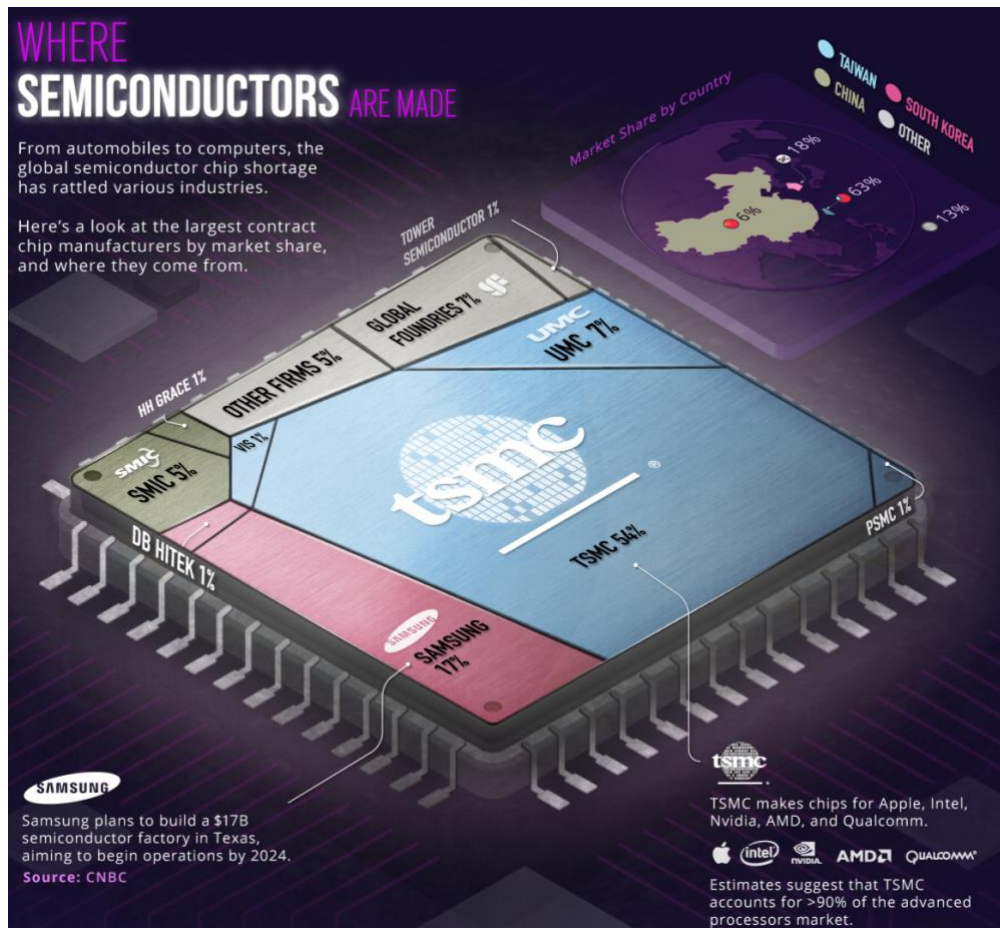 WHERE
SEMICONDUCTORS ARE MADE
From automobiles to computers, the
global semiconductor chip shortage
has rattled various industries.
Here's a look at the largest contract
chip manufacturers by market share,
and where they come from.
Market Share by Country
TAIWAN
SOUTH KOREA
CHINA
OTHER
18%
63%
6%
13%
TOWER
SEMICONDUCTOR 1%
GLOBAL
FOUNDRIES 7%
UMC
UMC 7%
OTHER FIRMS 5%
HH GRACE 1%
VIS 1%
SMIC
SMIC 5%
tsmc
®
TSMC 54%
PSMC 1%
DB HITEK 1%
SAMSUNG
SAMSUNG
17%
SAMSUNG
Samsung plans to build a $17B
semiconductor factory in Texas,
aiming to begin operations by 2024.
Source: CNBC
tsmc
TSMC makes chips for Apple, Intel,
Nvidia, AMD, and Qualcomm.
intel NVIDIA. AMD QUALCOMM
Estimates suggest that TSMC
accounts for >90% of the advanced
processors market.